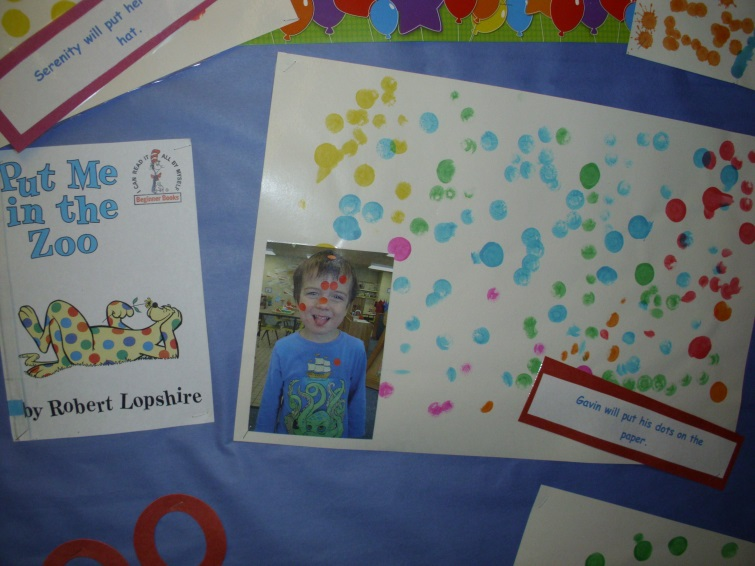 Serenity will put her
hat.
I CAN READ IT ALL BY MYSELF
Beginner Books
Put Me
in the
Zoo
by Robert Lopshire
Gavin will put his dots on the
paper.